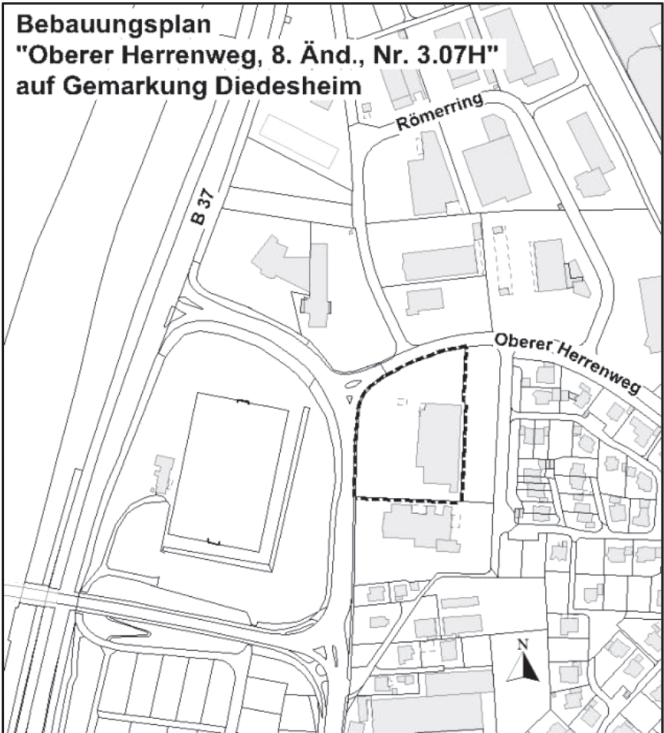 Bebauungsplan
"Oberer Herrenweg, 8. Änd., Nr. 3.07H"
auf Gemarkung Diedesheim
Römerring
B 37
Oberer Herrenweg
N